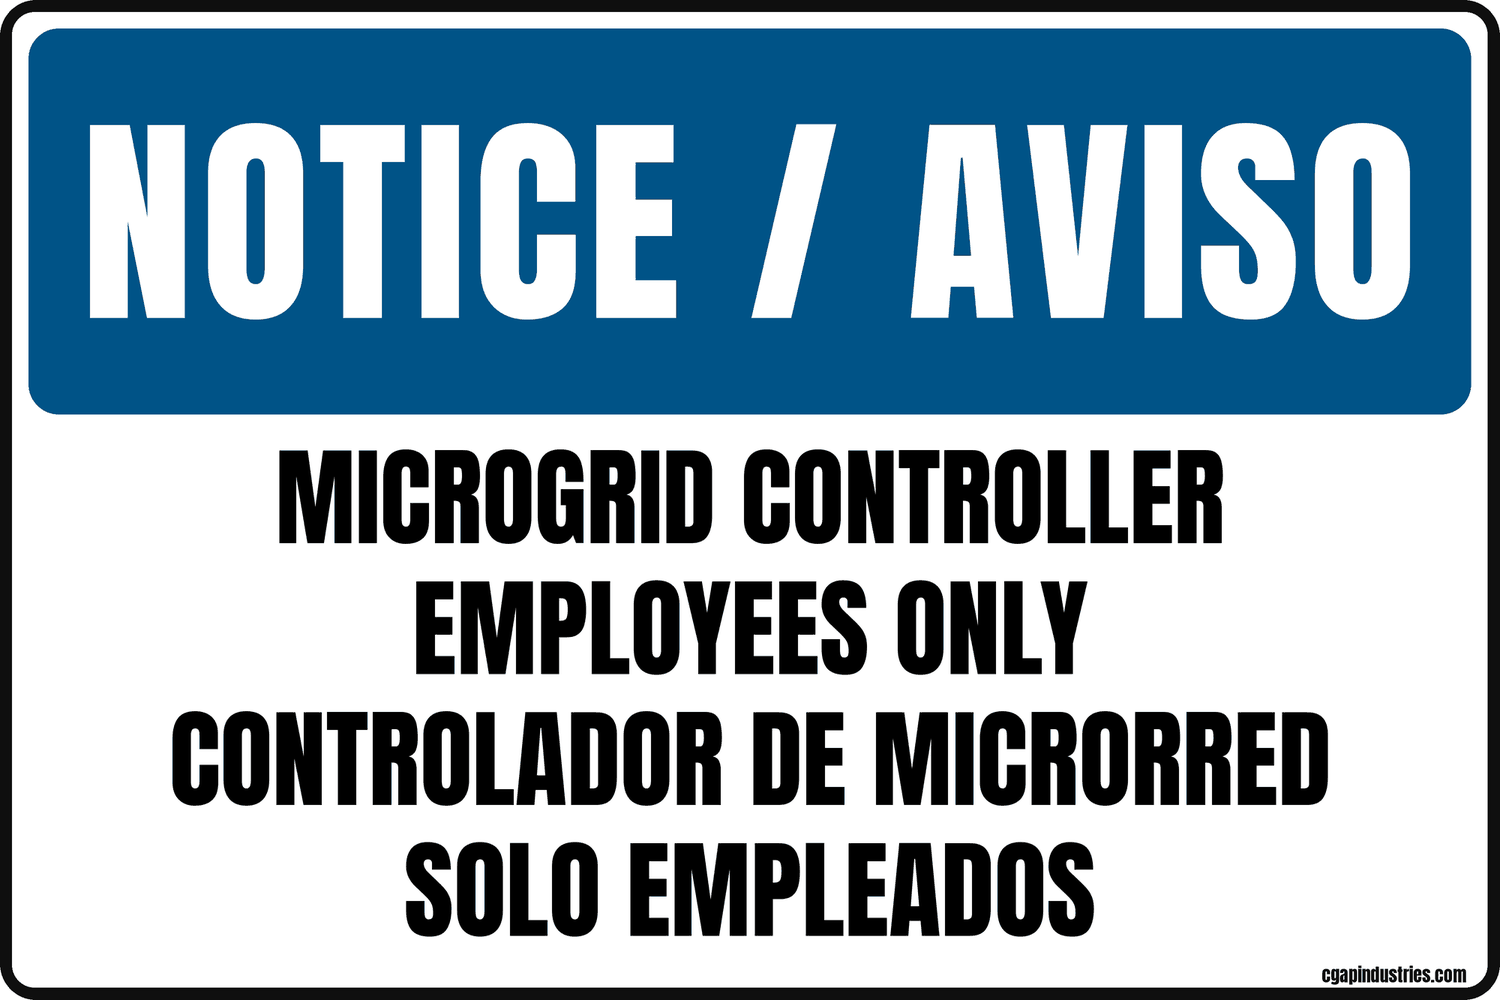 NOTICE / AVISO
MICROGRID CONTROLLER
EMPLOYEES ONLY
CONTROLADOR DE MICRORRED
SOLO EMPLEADOS
cgapindustries.com